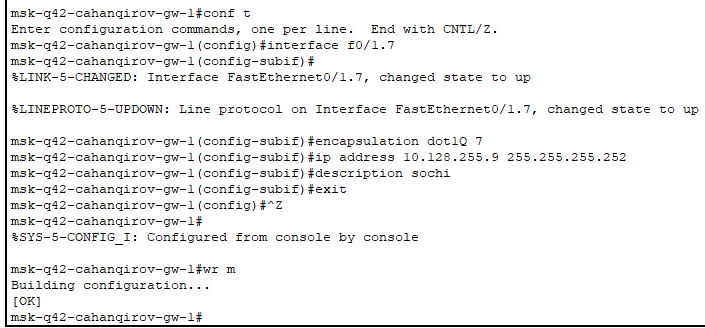 msk-q42-cahanqirov-gw-1#conf t
Enter configuration commands, one per line.  End with CNTL/Z.
msk-q42-cahanqirov-gw-1(config)#interface f0/1.7
msk-q42-cahanqirov-gw-1(config-subif)#
%LINK-5-CHANGED: Interface FastEthernet0/1.7, changed state to up
%LINEPROTO-5-UPDOWN: Line protocol on Interface FastEthernet0/1.7, changed state to up
msk-q42-cahanqirov-gw-1(config-subif)#encapsulation dot1Q 7
msk-q42-cahanqirov-gw-1(config-subif)#ip address 10.128.255.9 255.255.255.252
msk-q42-cahanqirov-gw-1(config-subif)#description sochi
msk-q42-cahanqirov-gw-1(config-subif)#exit
msk-q42-cahanqirov-gw-1(config)#^Z
msk-q42-cahanqirov-gw-1#
%SYS-5-CONFIG_I: Configured from console by console
msk-q42-cahanqirov-gw-1#wr m
Building configuration...
[OK]
msk-q42-cahanqirov-gw-1#